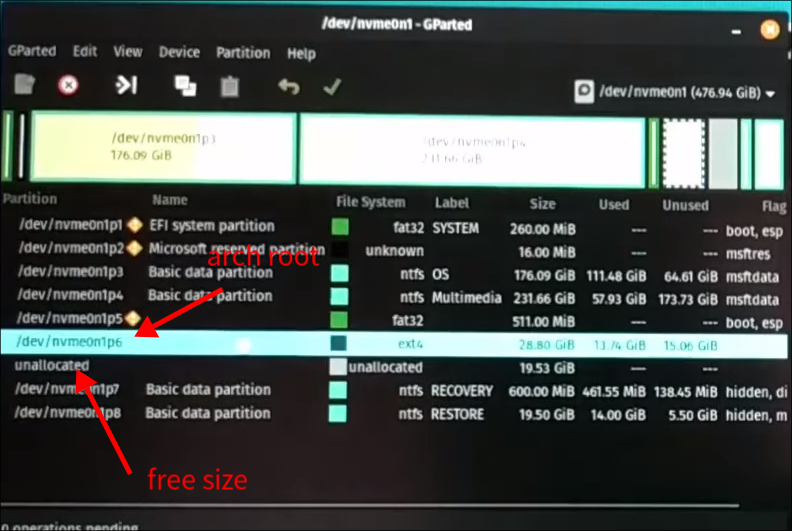 /dev/nvme0n1 - GParted
GParted Edit View Device Partition Help
/dev/nvme0n1 (476.94 GiB)
/dev/nvme0n1p3 /dev/nvme0n1p4
176.09 GiB 231.66 GiB
Partition Name File System Label Size Used Unused Flag
/dev/nvme0n1p1 EFI system partition fat32 SYSTEM 260.00 MiB --- --- boot, esp
/dev/nvme0n1p2 Microsoft reserved partition unknown 16.00 MiB --- --- msftres
arch root
/dev/nvme0n1p3 Basic data partition ntfs OS 176.09 GiB 111.48 GiB 64.61 GiB msftdata
/dev/nvme0n1p4 Basic data partition ntfs Multimedia 231.66 GiB 57.93 GiB 173.73 GiB msftdata
/dev/nvme0n1p5 fat32 511.00 MiB --- --- boot, esp
/dev/nvme0n1p6 ext4 28.80 GiB 13.74 GiB 15.06 GiB
unallocated unallocated 19.53 GiB --- ---
/dev/nvme0n1p7 Basic data partition ntfs RECOVERY 600.00 MiB 461.55 MiB 138.45 MiB hidden, di
/dev/nvme0n1p8 Basic data partition ntfs RESTORE 19.50 GiB 14.00 GiB 5.50 GiB hidden, m
free size
0 operations pending